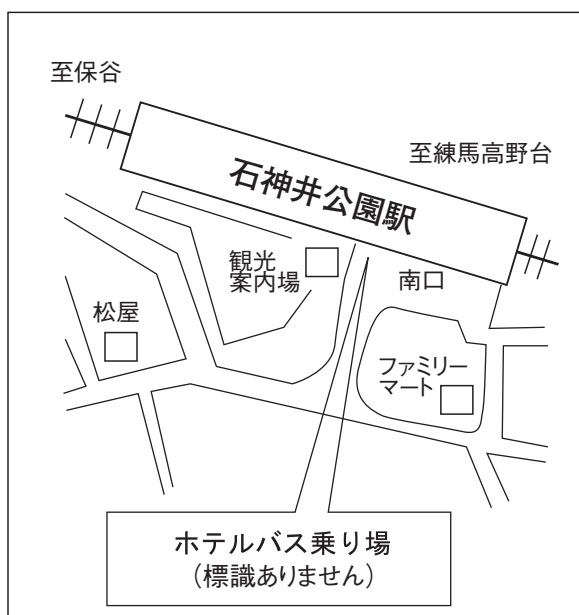 至保谷
至練馬高野台
石神井公園駅
観光
案内場
南口
松屋
ファミリー
マート
ホテルバス乗り場
（標識ありません）